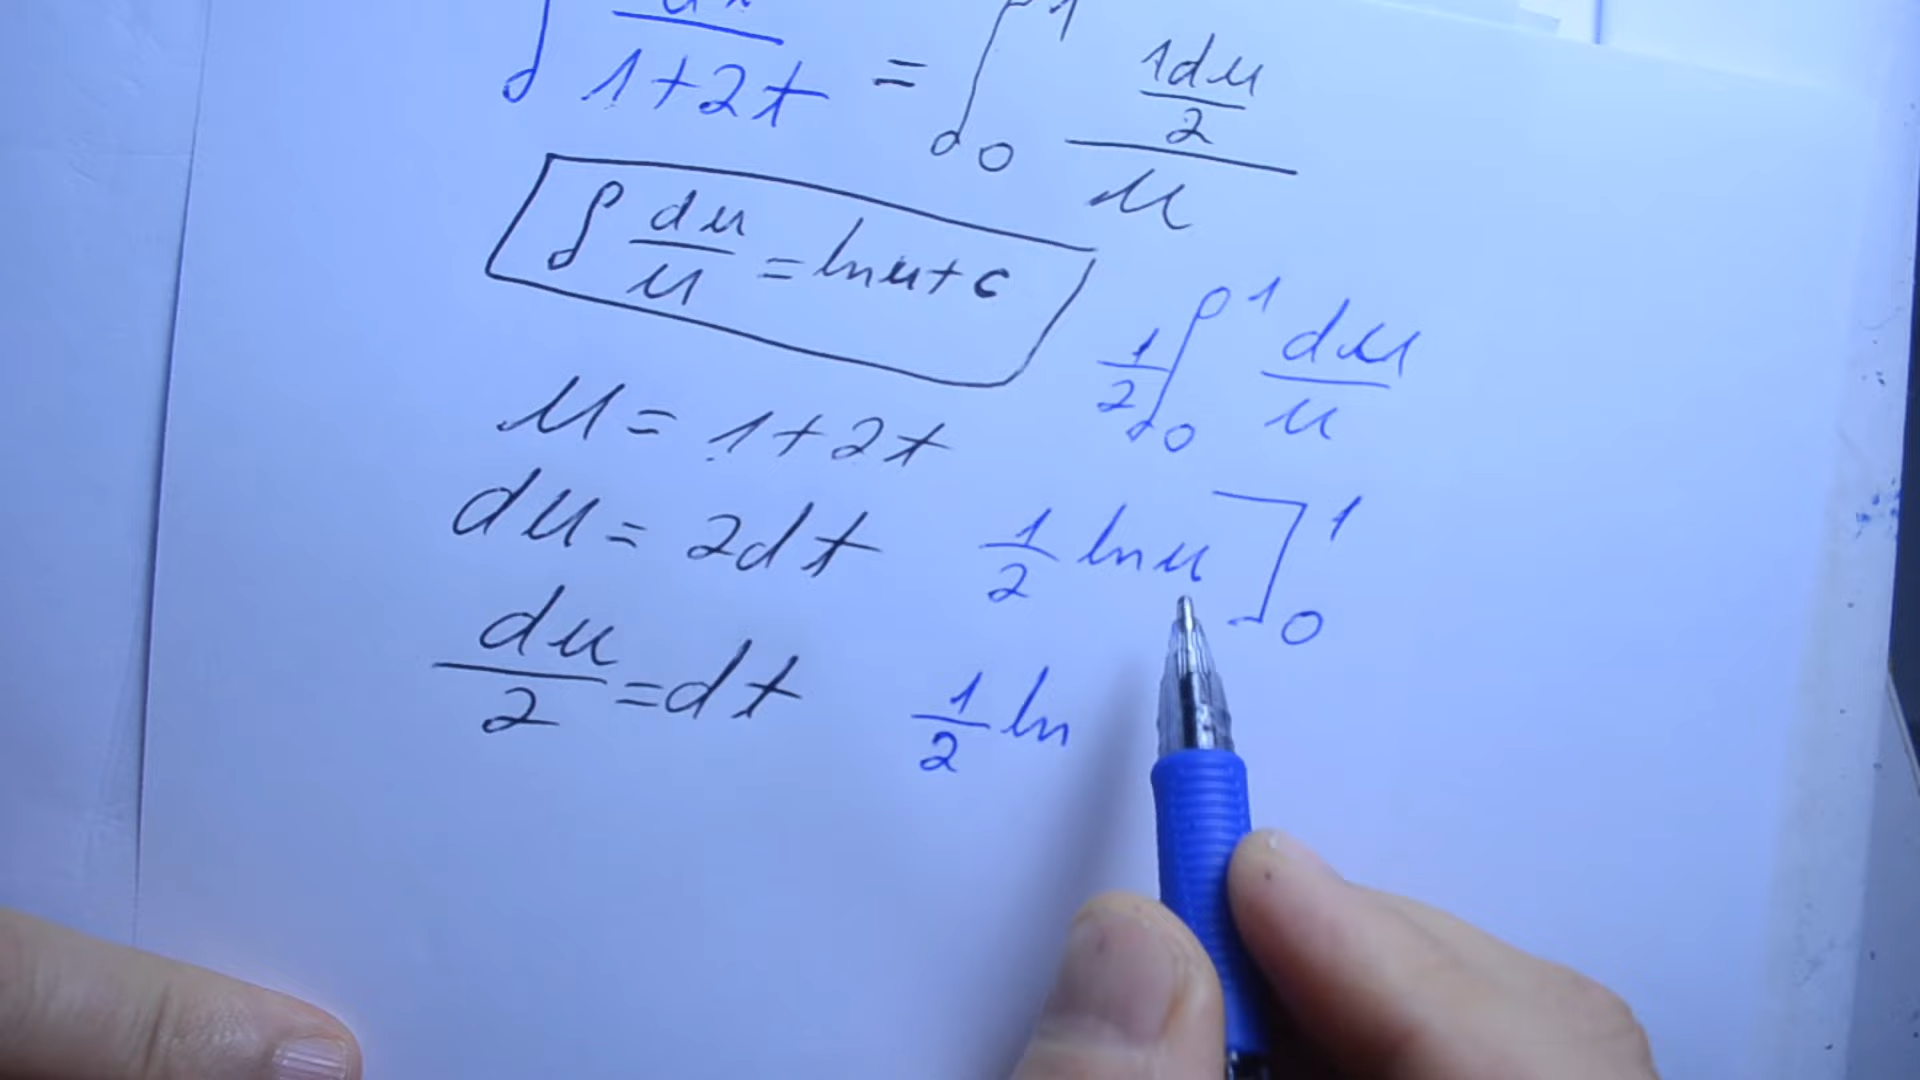 ∫ / 1+2t = ∫₀¹ (1du/2) / u
∫ du/u = ln u + c
u = 1+2t
du = 2dt
du/2 = dt
1/2 ∫₀¹ du/u
1/2 ln u ]₀¹
1/2 ln